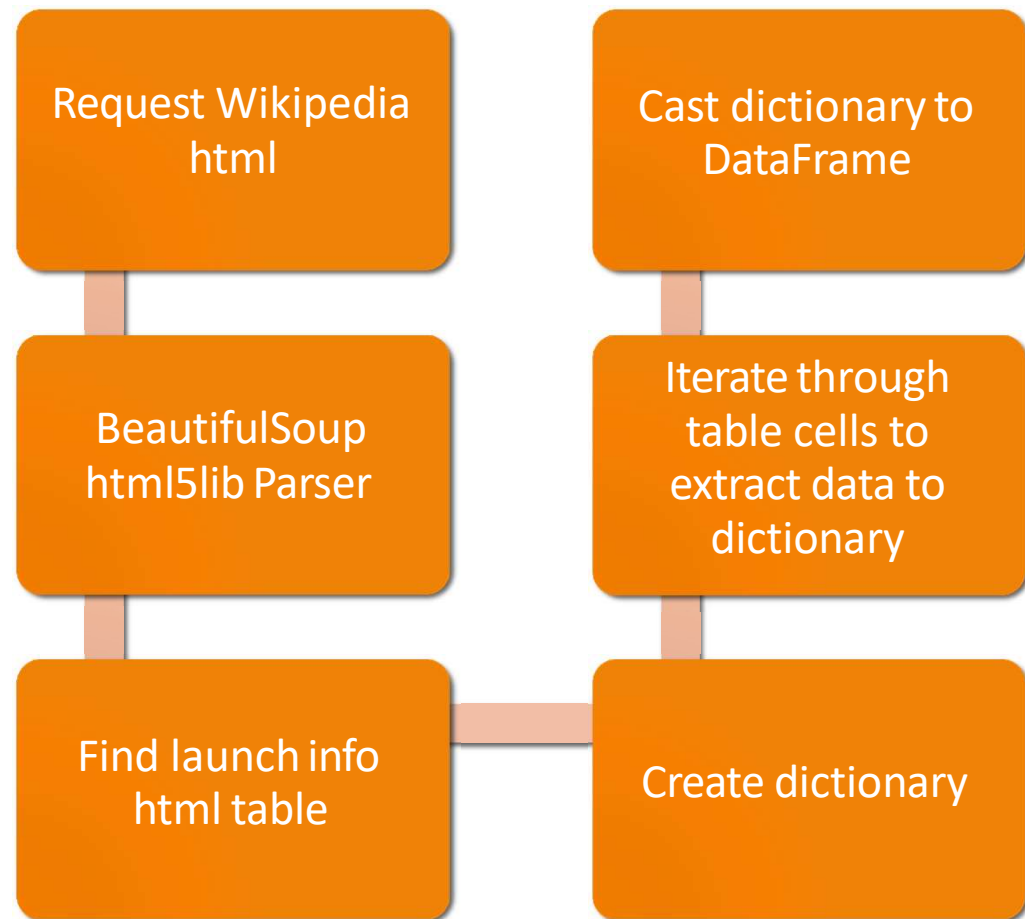 Request Wikipedia
html
BeautifulSoup
html5lib Parser
Find launch info
html table
Create dictionary
Iterate through
table cells to
extract data to
dictionary
Cast dictionary to
DataFrame